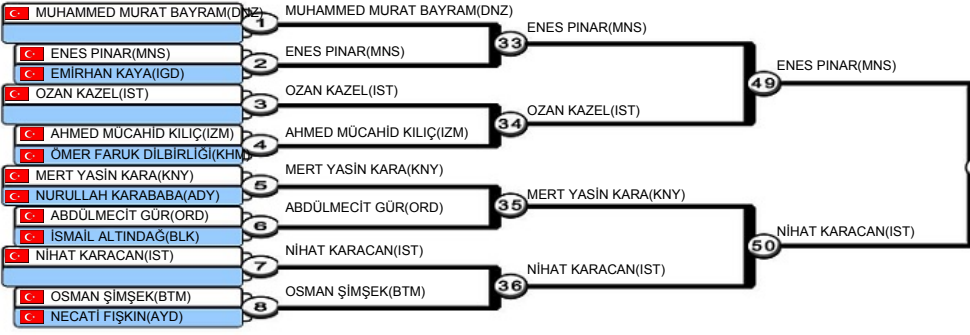 MUHAMMED MURAT BAYRAM(DNZ)
1
MUHAMMED MURAT BAYRAM(DNZ)
33
ENES PINAR(MNS)
ENES PINAR(MNS)
EMİRHAN KAYA(IGD)
2
ENES PINAR(MNS)
49
ENES PINAR(MNS)
OZAN KAZEL(IST)
3
OZAN KAZEL(IST)
34
OZAN KAZEL(IST)
AHMED MÜCAHİD KILIÇ(IZM)
ÖMER FARUK DİLBİRLİĞİ(KHM)
4
AHMED MÜCAHİD KILIÇ(IZM)
MERT YASİN KARA(KNY)
NURULLAH KARABABA(ADY)
5
MERT YASİN KARA(KNY)
35
MERT YASİN KARA(KNY)
ABDÜLMECİT GÜR(ORD)
İSMAİL ALTINDAĞ(BLK)
6
ABDÜLMECİT GÜR(ORD)
50
NİHAT KARACAN(IST)
NİHAT KARACAN(IST)
7
NİHAT KARACAN(IST)
36
NİHAT KARACAN(IST)
OSMAN ŞİMŞEK(BTM)
NECATİ FIŞKIN(AYD)
8
OSMAN ŞİMŞEK(BTM)